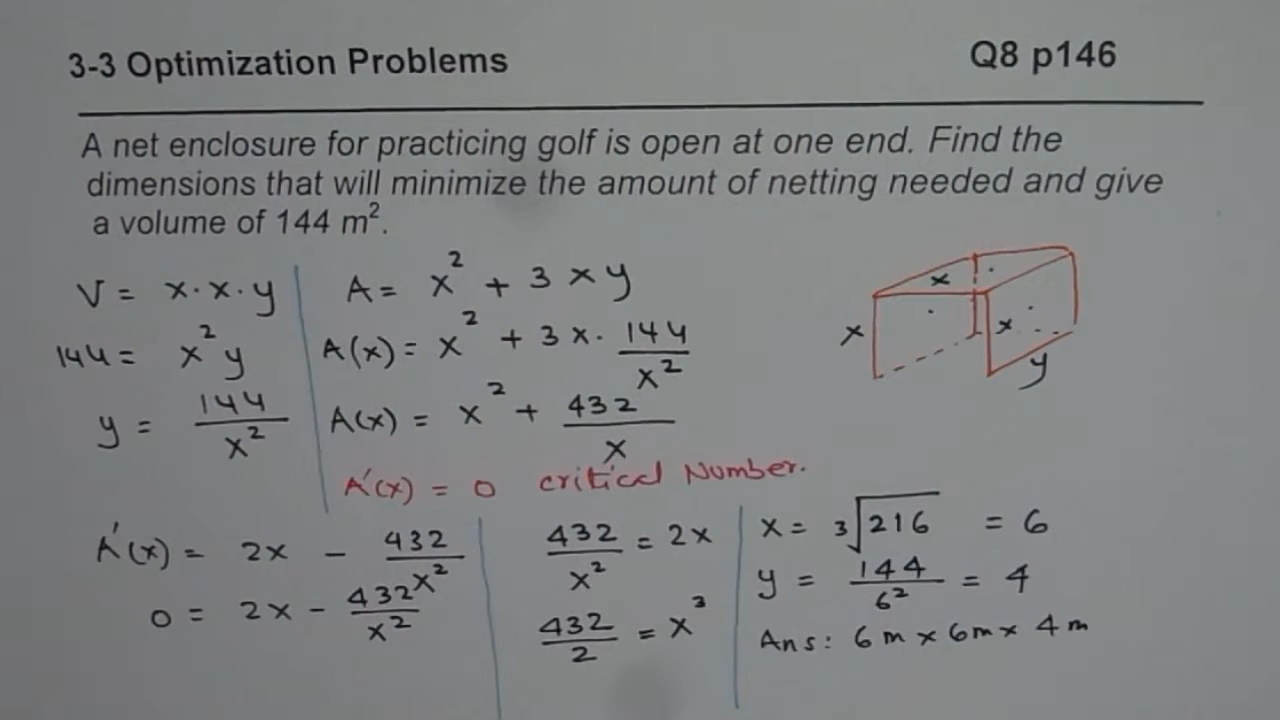 3-3 Optimization Problems
Q8 p146
A net enclosure for practicing golf is open at one end. Find the
dimensions that will minimize the amount of netting needed and give
a volume of 144 m².
V = x·x·y
144 = x²y
y = 144/x²
A = x² + 3xy
A(x) = x² + 3x · 144/x²
A(x) = x² + 432/x
A'(x) = 0 critical Number.
x
x
x
y
A'(x) = 2x - 432/x²
0 = 2x - 432/x²
432/x² = 2x
432/2 = x³
x = ³√216 = 6
y = 144/6² = 4
Ans: 6m x 6m x 4m